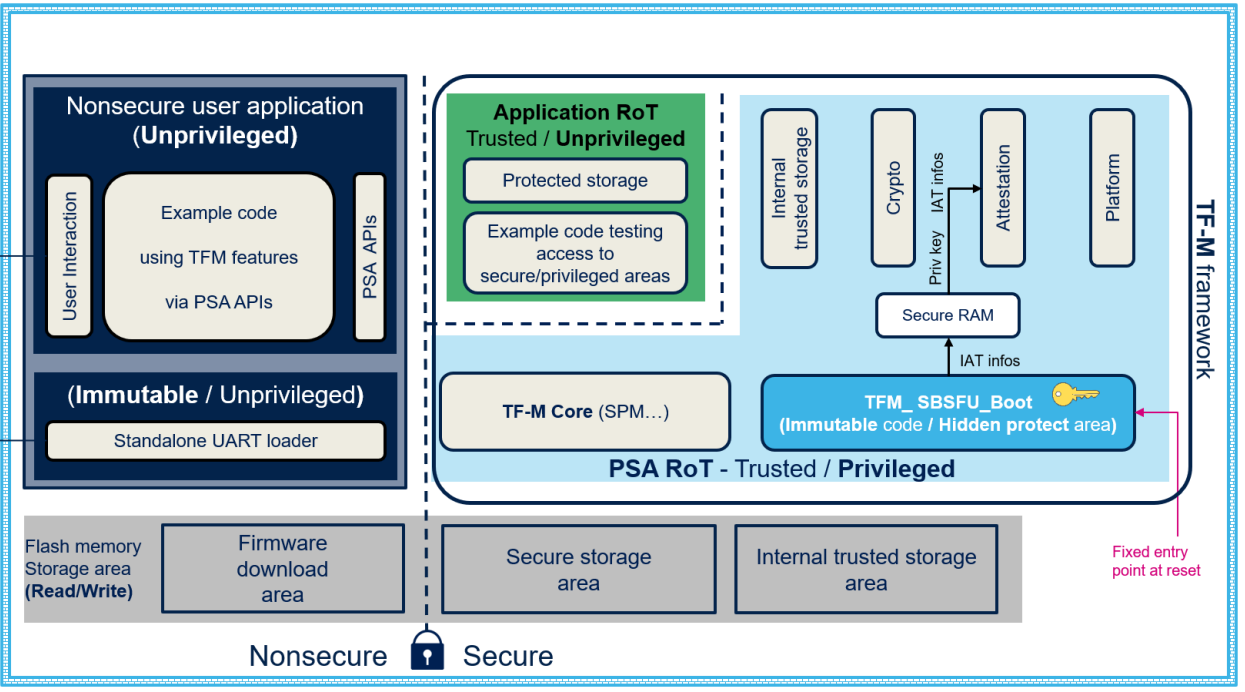 Nonsecure user application
(Unprivileged)
User Interaction
Example code
using TFM features
via PSA APIs
PSA APIs
(Immutable / Unprivileged)
Standalone UART loader
Application RoT
Trusted / Unprivileged
Protected storage
Example code testing
access to
secure/privileged areas
Internal
trusted storage
Crypto
Attestation
Platform
Priv key
IAT infos
Secure RAM
IAT infos
TF-M Core (SPM…)
TFM_ SBSFU_Boot
(Immutable code / Hidden protect area)
PSA RoT - Trusted / Privileged
TF-M framework
Fixed entry
point at reset
Flash memory
Storage area
(Read/Write)
Firmware
download
area
Secure storage
area
Internal trusted storage
area
Nonsecure
Secure